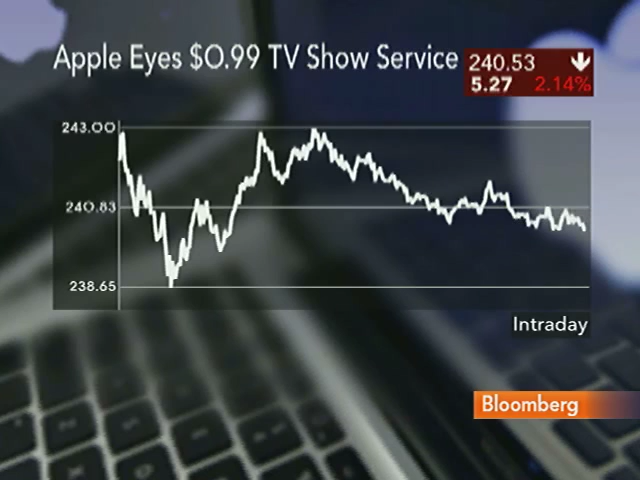 Apple Eyes $0.99 TV Show Service
240.53
5.27 2.14%
243.00
240.83
238.65
Intraday
Bloomberg